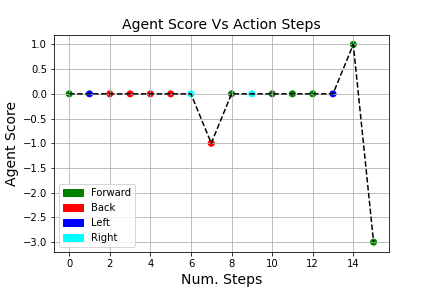 Agent Score Vs Action Steps
Agent Score
1.0
0.5
0.0
−0.5
−1.0
−1.5
−2.0
−2.5
−3.0
Forward
Back
Left
Right
0 2 4 6 8 10 12 14
Num. Steps